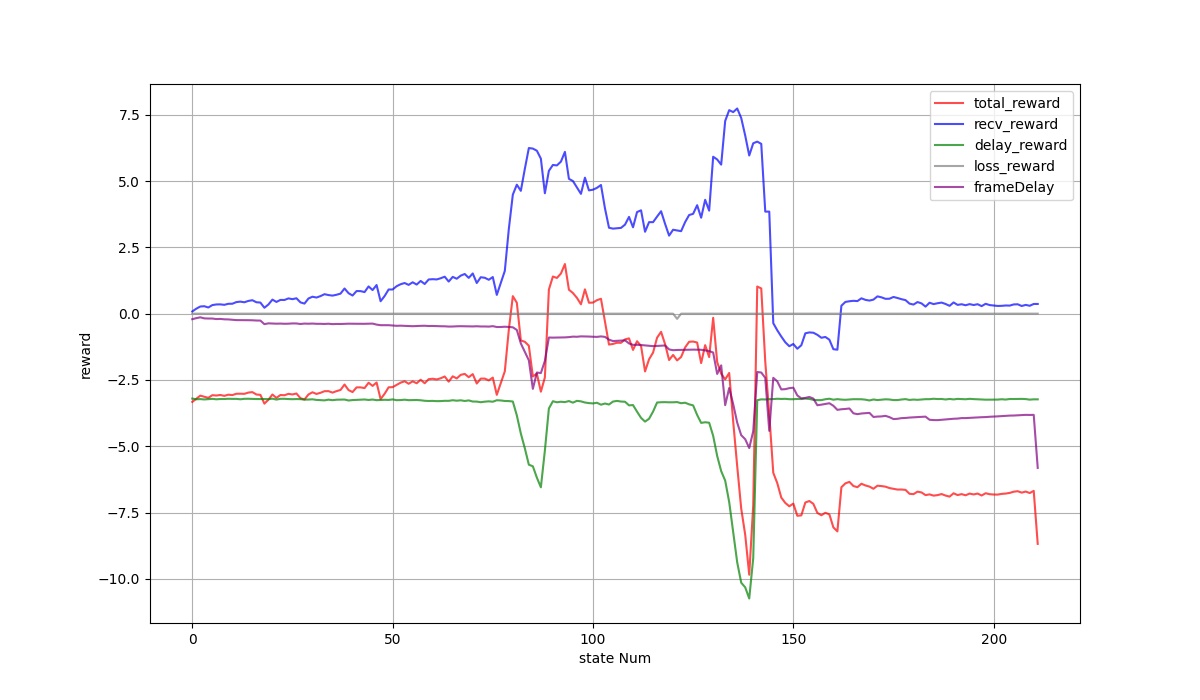 7.5
5.0
2.5
0.0
−2.5
−5.0
−7.5
−10.0
reward
0 50 100 150 200
state Num
total_reward
recv_reward
delay_reward
loss_reward
frameDelay